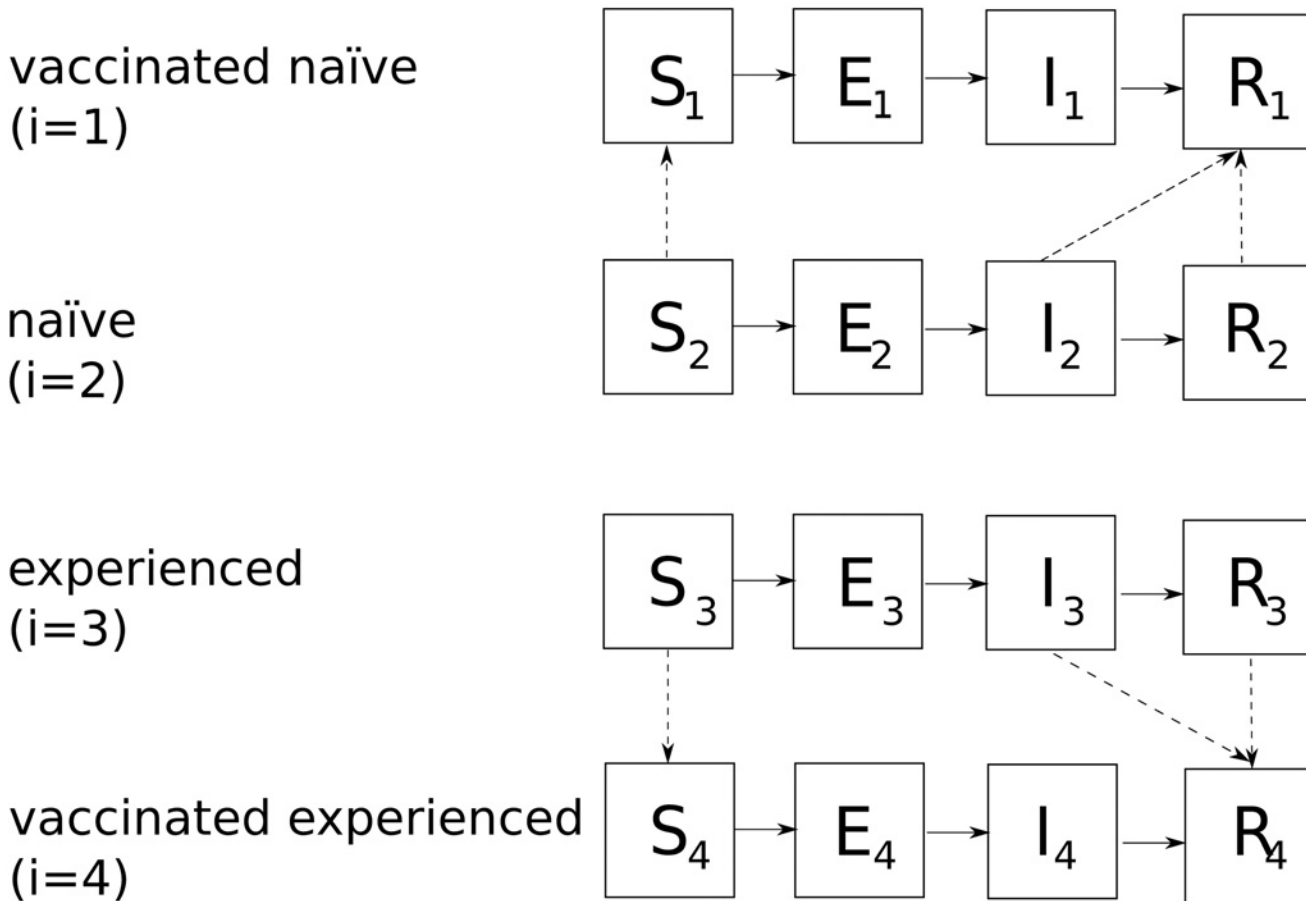 vaccinated naïve
(i=1)
S1 E1 I1 R1
naïve
(i=2)
S2 E2 I2 R2
experienced
(i=3)
S3 E3 I3 R3
vaccinated experienced
(i=4)
S4 E4 I4 R4